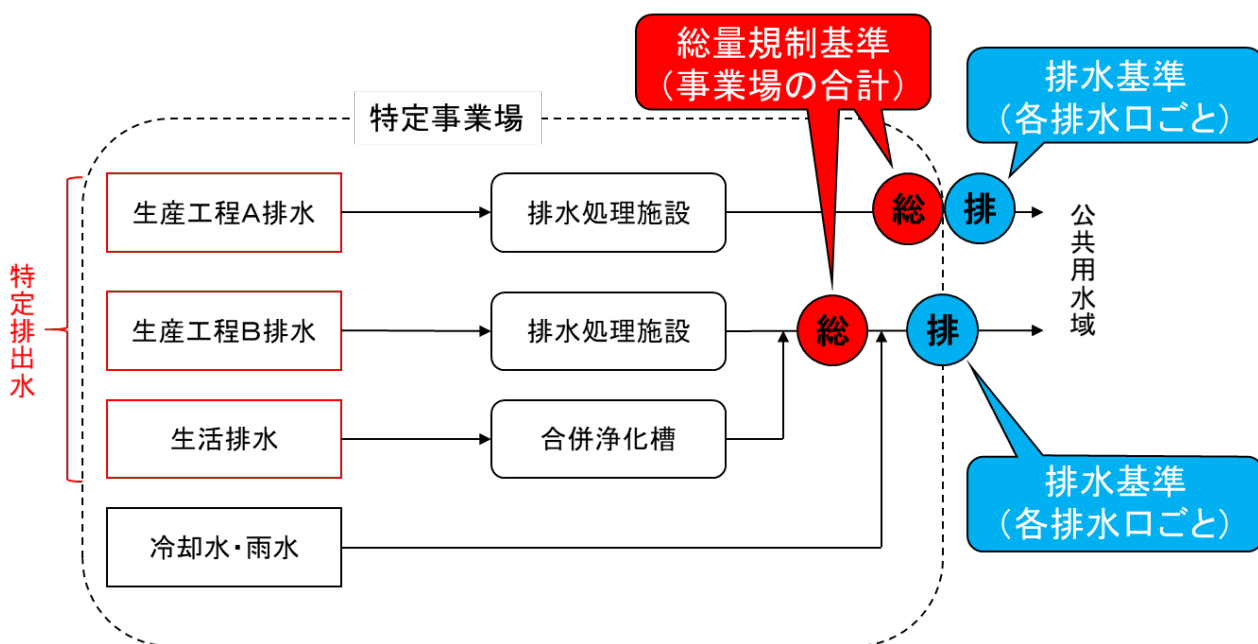 総量規制基準
（事業場の合計）
排水基準
（各排水口ごと）
特定事業場
特定排出水
生産工程A排水
排水処理施設
総
排
公共用水域
生産工程B排水
排水処理施設
総
排
生活排水
合併浄化槽
排水基準
（各排水口ごと）
冷却水・雨水